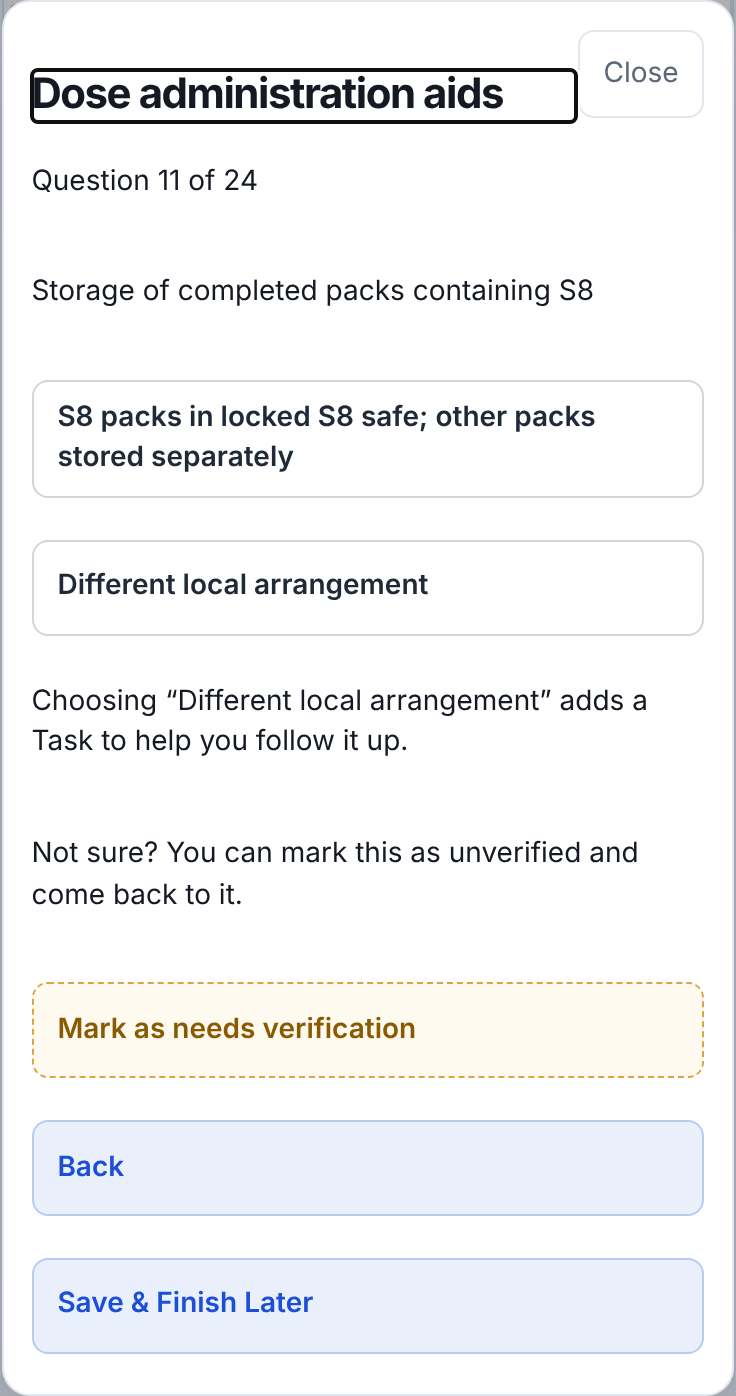 Dose administration aids
Close
Question 11 of 24
Storage of completed packs containing S8
S8 packs in locked S8 safe; other packs
stored separately
Different local arrangement
Choosing “Different local arrangement” adds a
Task to help you follow it up.
Not sure? You can mark this as unverified and
come back to it.
Mark as needs verification
Back
Save & Finish Later